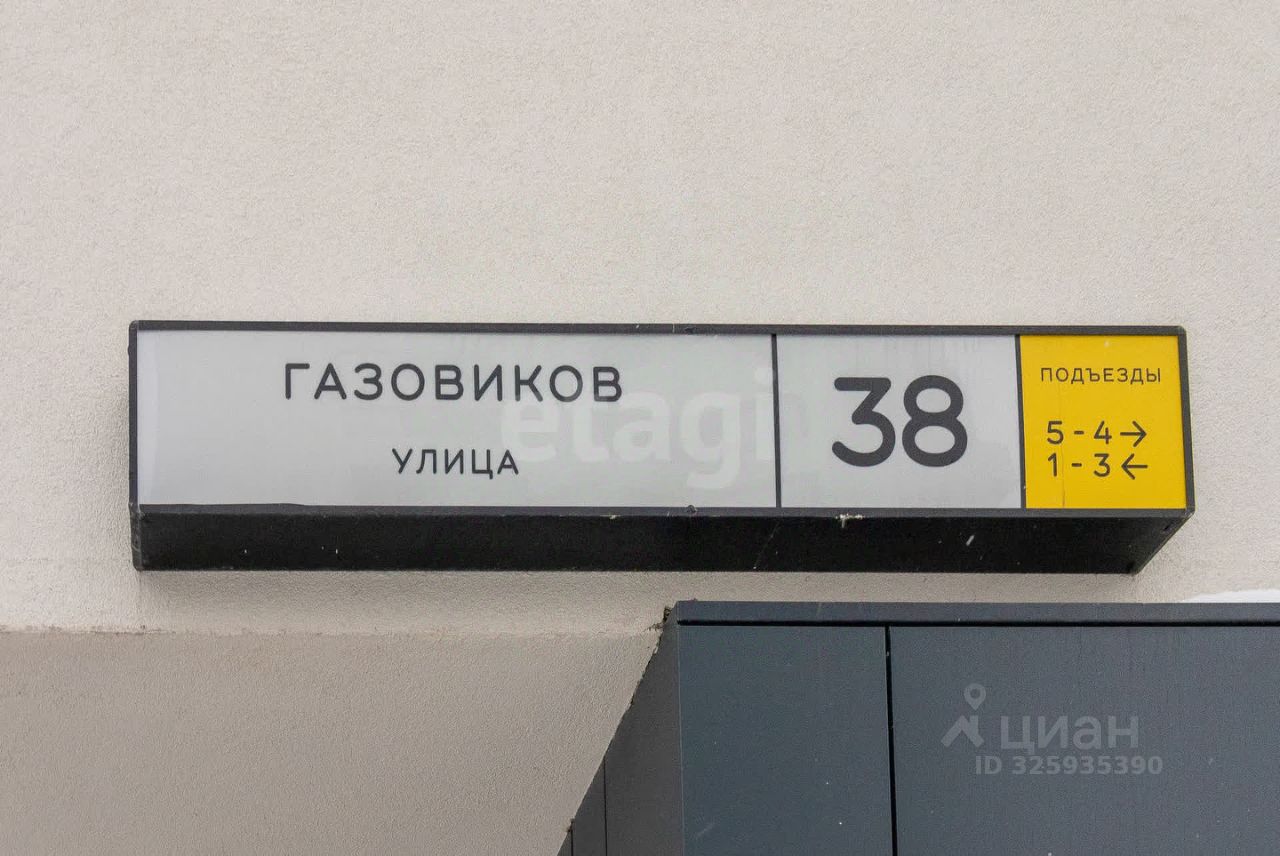 ГАЗОВИКОВ
УЛИЦА
38
ПОДЪЕЗДЫ
5-4→
1-3←
etagi
циан
ID 325935390